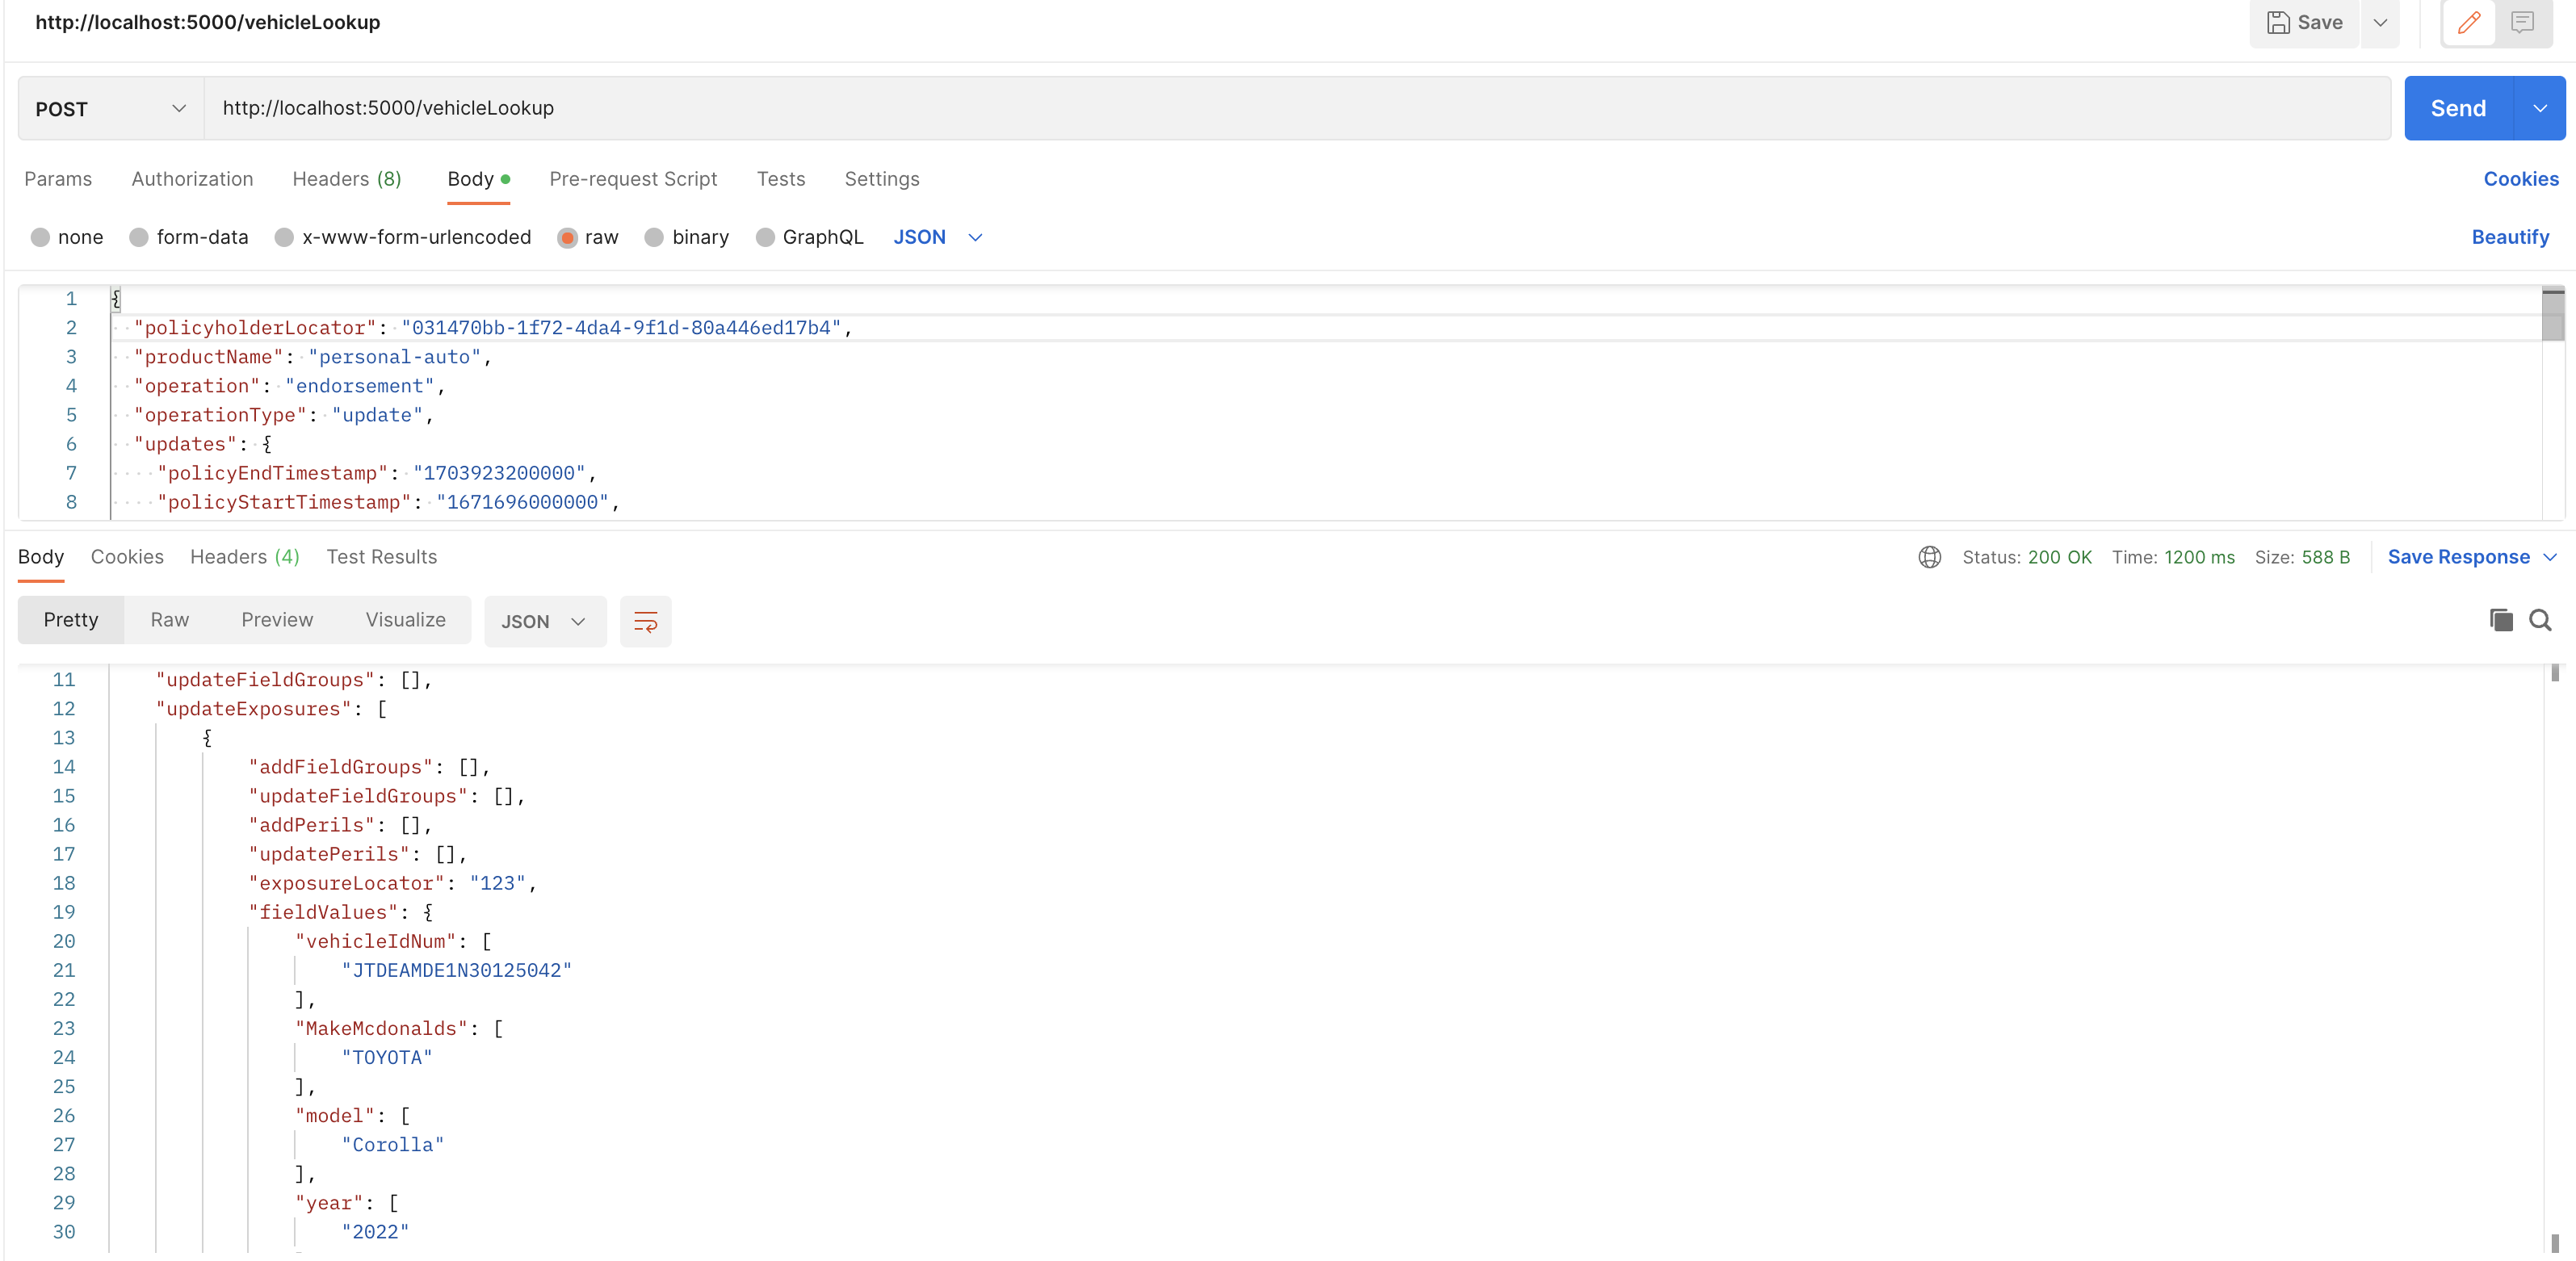 http://localhost:5000/vehicleLookup
Save
POST
http://localhost:5000/vehicleLookup
Send
Params Authorization Headers (8) Body Pre-request Script Tests Settings Cookies
none form-data x-www-form-urlencoded raw binary GraphQL JSON Beautify
1 {
2 "policyholderLocator": "031470bb-1f72-4da4-9f1d-80a446ed17b4",
3 "productName": "personal-auto",
4 "operation": "endorsement",
5 "operationType": "update",
6 "updates": {
7 "policyEndTimestamp": "1703923200000",
8 "policyStartTimestamp": "1671696000000",
Body Cookies Headers (4) Test Results Status: 200 OK Time: 1200 ms Size: 588 B Save Response
Pretty Raw Preview Visualize JSON
11 "updateFieldGroups": [],
12 "updateExposures": [
13 {
14 "addFieldGroups": [],
15 "updateFieldGroups": [],
16 "addPerils": [],
17 "updatePerils": [],
18 "exposureLocator": "123",
19 "fieldValues": {
20 "vehicleIdNum": [
21 "JTDEAMDE1N30125042"
22 ],
23 "MakeMcdonalds": [
24 "TOYOTA"
25 ],
26 "model": [
27 "Corolla"
28 ],
29 "year": [
30 "2022"